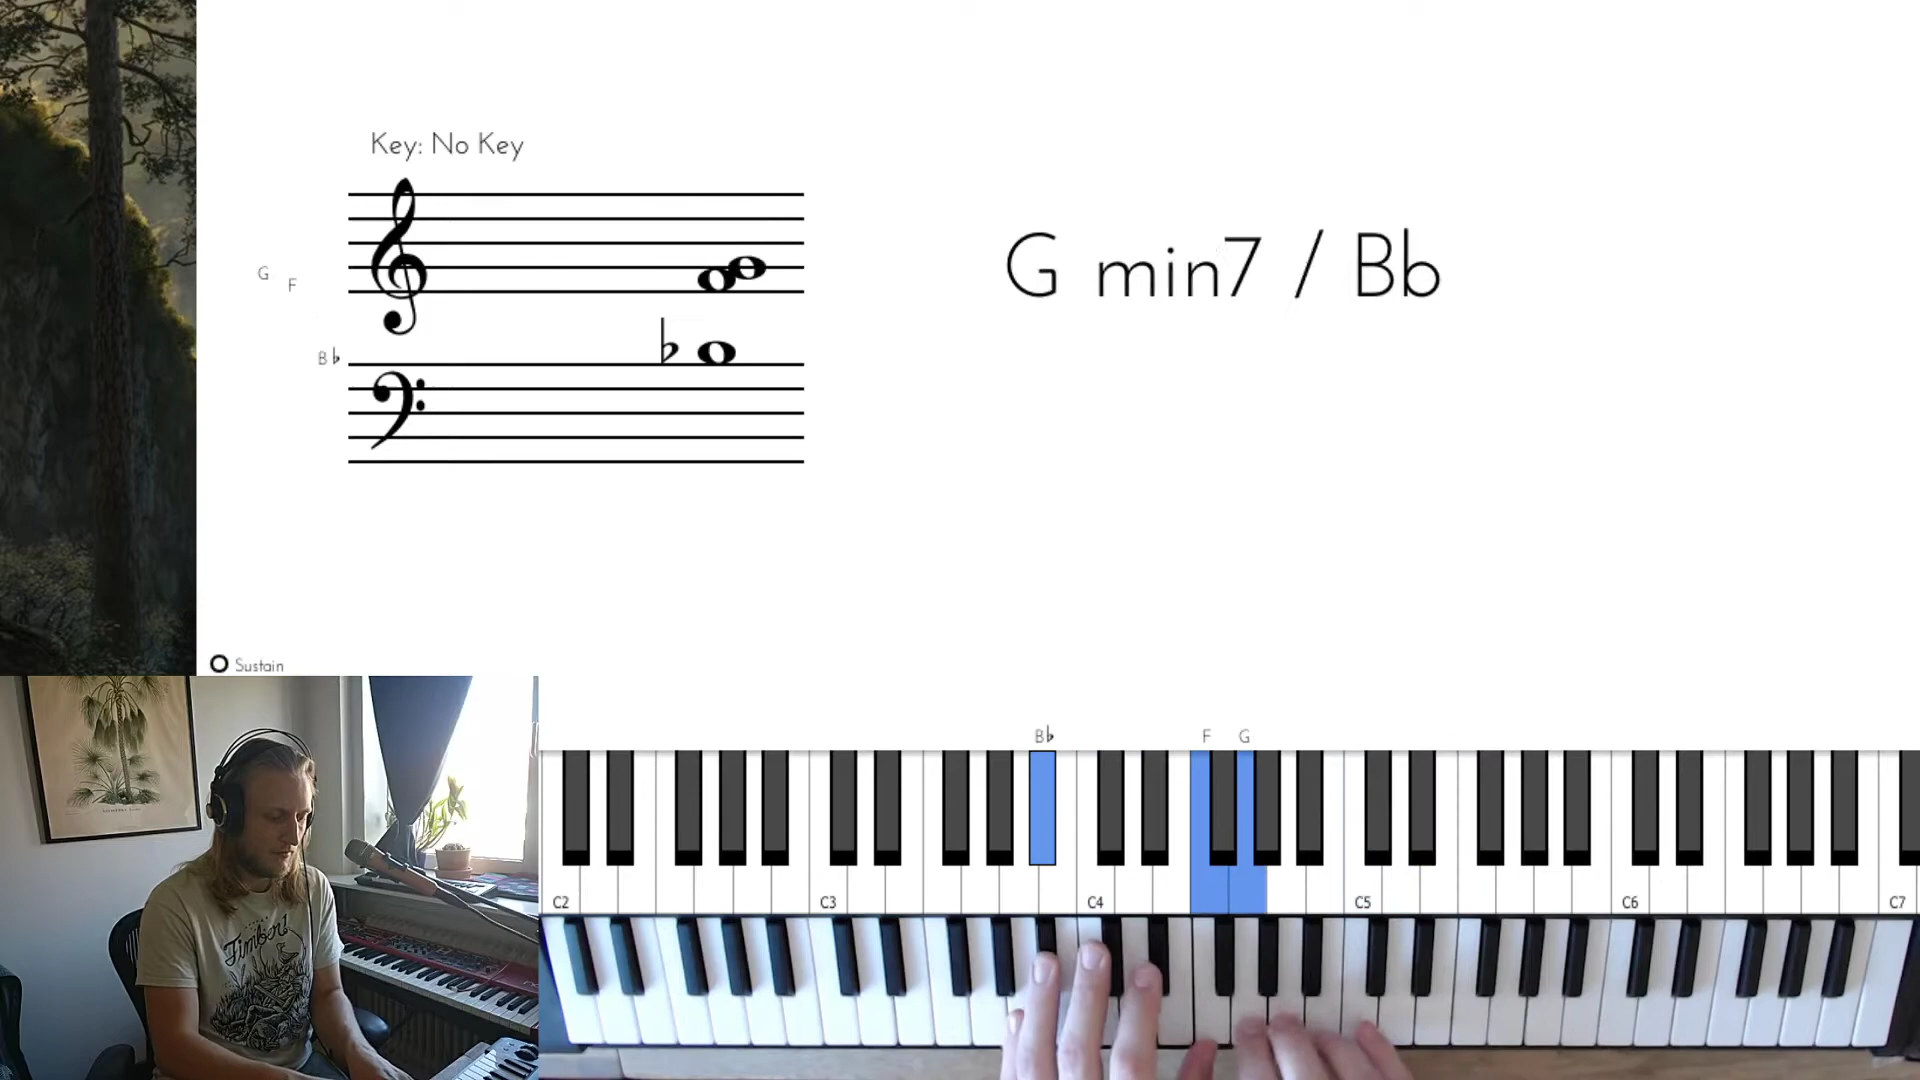 Key: No Key
G
F
B♭
G min7 / Bb
Sustain
B♭ F G
C2 C3 C4 C5 C6 C7
Timber!